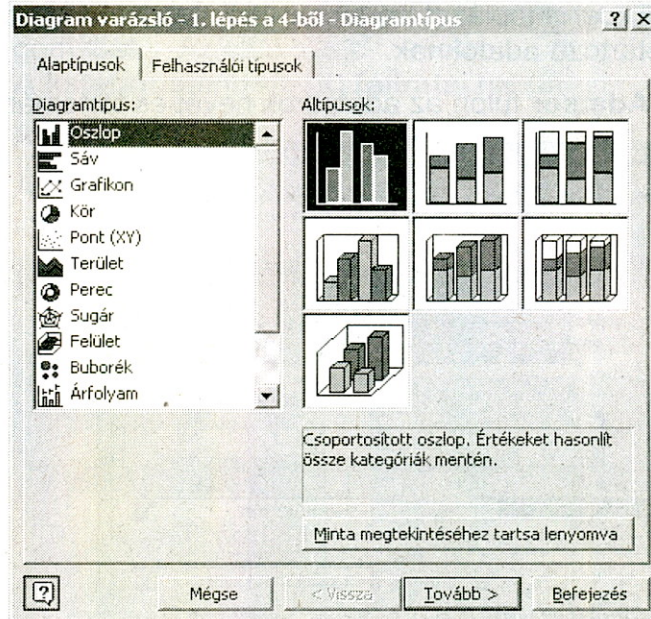 Diagram varázsló - 1. lépés a 4-ből - Diagramtípus
Alaptípusok
Felhasználói típusok
Diagramtípus:
Oszlop
Sáv
Grafikon
Kör
Pont (XY)
Terület
Perec
Sugár
Felület
Buborék
Árfolyam
Altípusok:
Csoportosított oszlop. Értékeket hasonlít
össze kategóriák mentén.
Minta megtekintéséhez tartsa lenyomva
Mégse
< Vissza
Tovább >
Befejezés